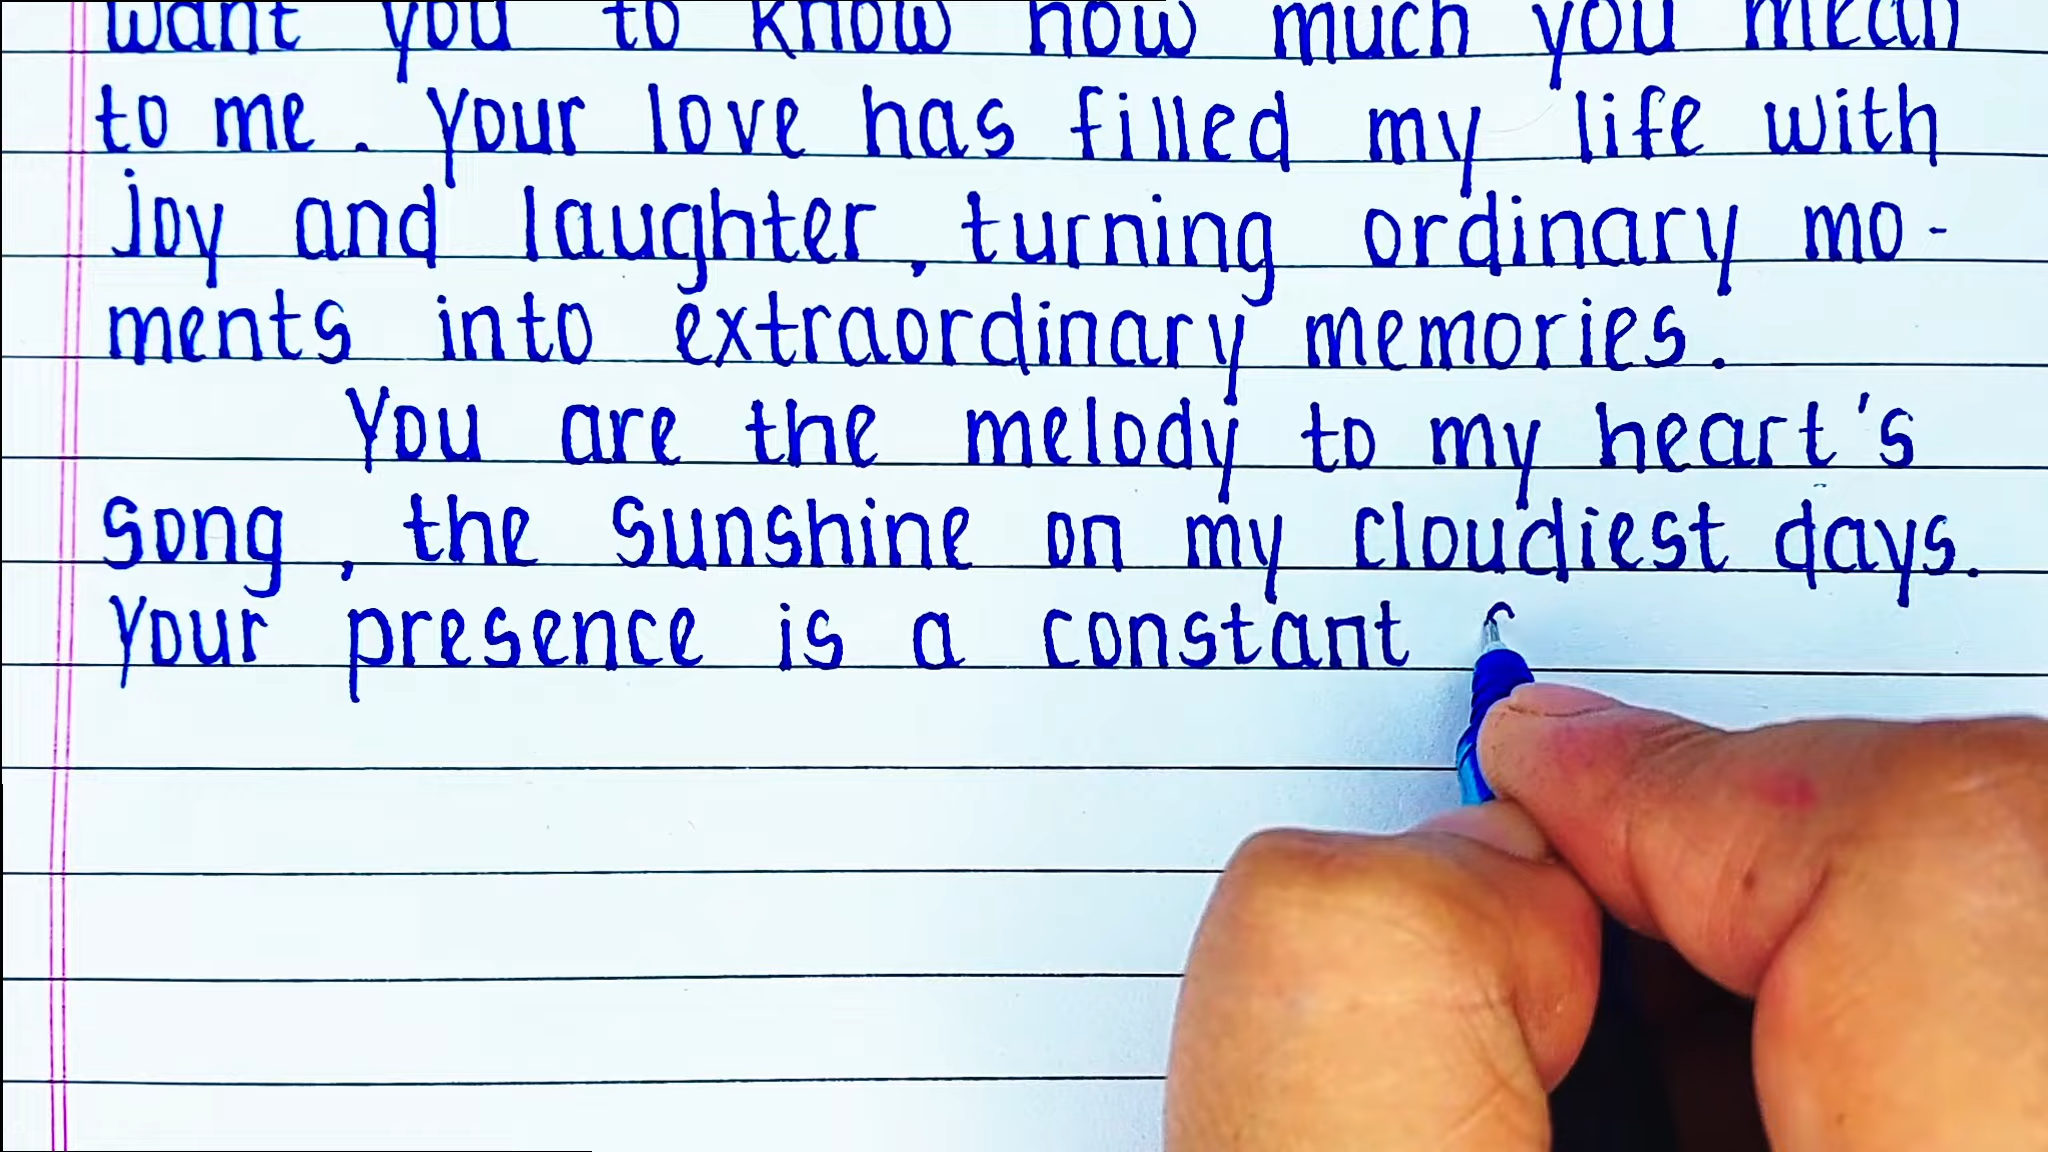 want you to know how much you mean
to me. Your love has filled my life with
joy and laughter, turning ordinary mo-
ments into extraordinary memories.
You are the melody to my heart's
song, the sunshine on my cloudiest days.
Your presence is a constant